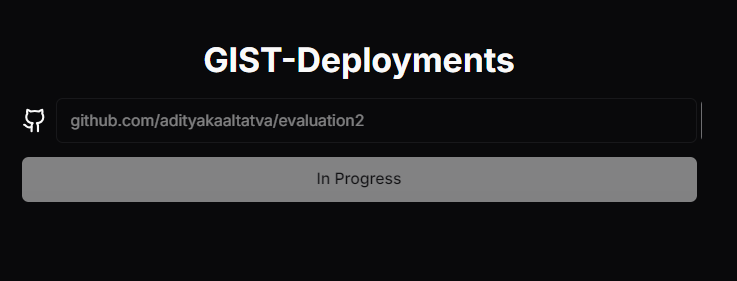 GIST-Deployments
github.com/adityakaaltatva/evaluation2
In Progress